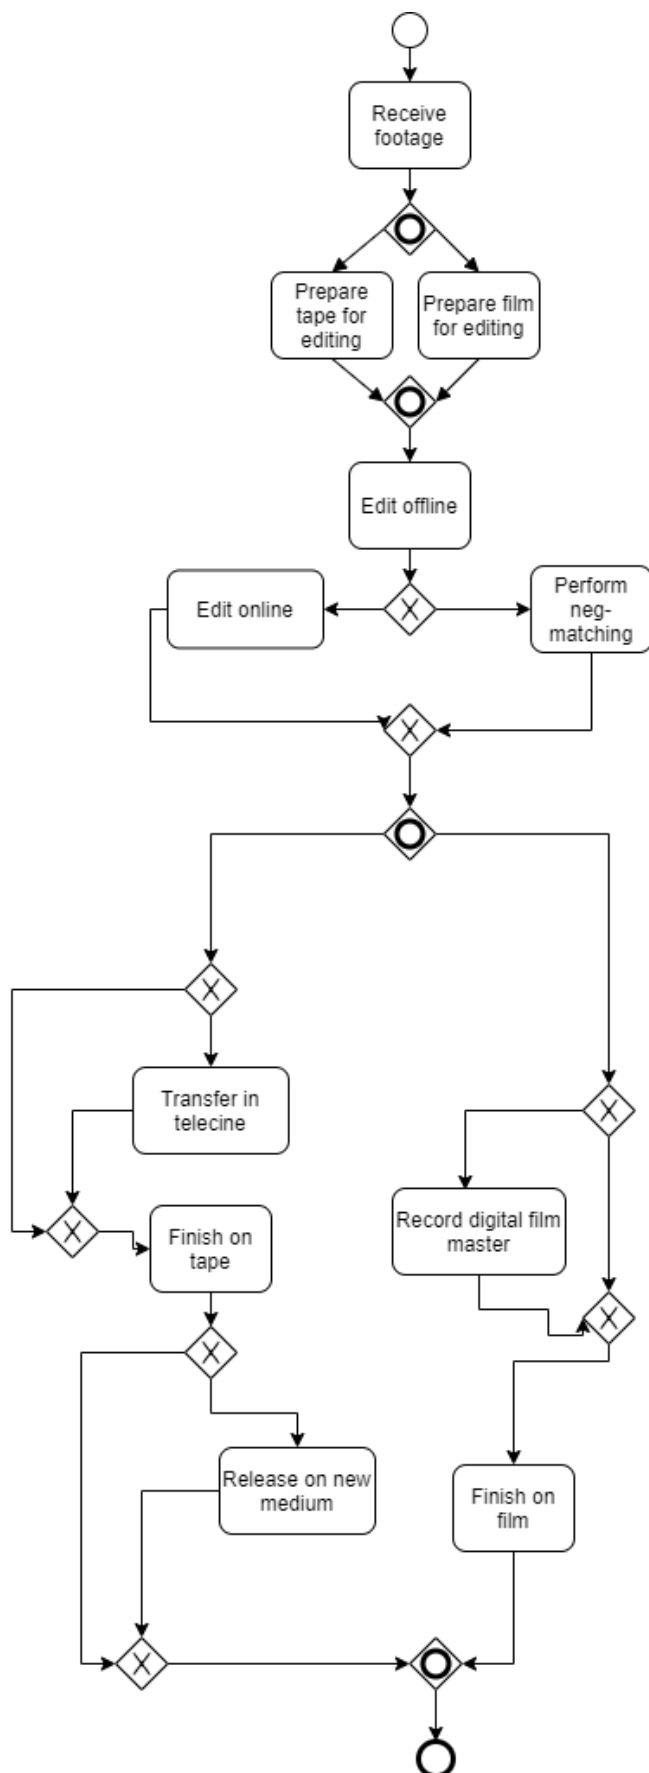 Receive
footage
Prepare
tape for
editing
Prepare film
for editing
Edit offline
Edit online
Perform
neg-
matching
Transfer in
telecine
Finish on
tape
Record digital film
master
Release on new
medium
Finish on
film